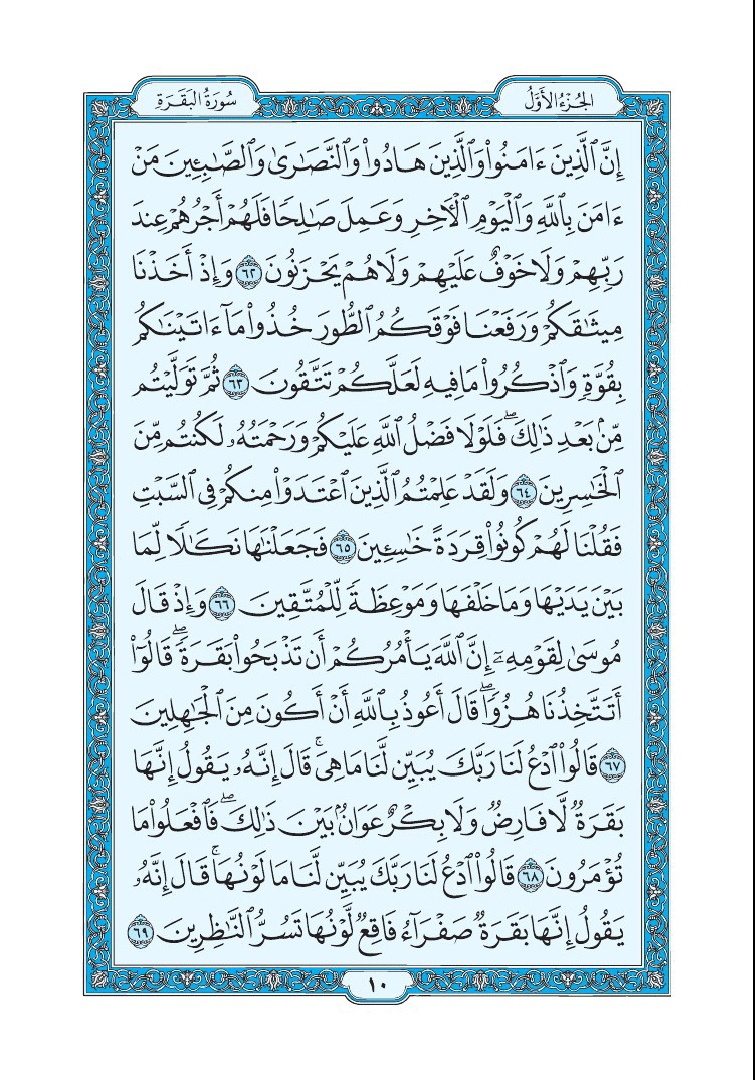 الجُزْءُ الأَوَّلُ
سُورَةُ البَقَرَةِ
إِنَّ ٱلَّذِينَ ءَامَنُوا۟ وَٱلَّذِينَ هَادُوا۟ وَٱلنَّصَـٰرَىٰ وَٱلصَّـٰبِـِٔينَ مَنْ
ءَامَنَ بِٱللَّهِ وَٱلْيَوْمِ ٱلْـَٔاخِرِ وَعَمِلَ صَـٰلِحًا فَلَهُمْ أَجْرُهُمْ عِندَ
رَبِّهِمْ وَلَا خَوْفٌ عَلَيْهِمْ وَلَا هُمْ يَحْزَنُونَ ٦٢ وَإِذْ أَخَذْنَا
مِيثَـٰقَكُمْ وَرَفَعْنَا فَوْقَكُمُ ٱلطُّورَ خُذُوا۟ مَآ ءَاتَيْنَـٰكُم
بِقُوَّةٍ وَٱذْكُرُوا۟ مَا فِيهِ لَعَلَّكُمْ تَتَّقُونَ ٦٣ ثُمَّ تَوَلَّيْتُم
مِّنۢ بَعْدِ ذَٰلِكَ ۖ فَلَوْلَا فَضْلُ ٱللَّهِ عَلَيْكُمْ وَرَحْمَتُهُۥ لَكُنتُم مِّنَ
ٱلْخَـٰسِرِينَ ٦٤ وَلَقَدْ عَلِمْتُمُ ٱلَّذِينَ ٱعْتَدَوْا۟ مِنكُمْ فِى ٱلسَّبْتِ
فَقُلْنَا لَهُمْ كُونُوا۟ قِرَدَةً خَـٰسِـِٔينَ ٦٥ فَجَعَلْنَـٰهَا نَكَـٰلًا لِّمَا
بَيْنَ يَدَيْهَا وَمَا خَلْفَهَا وَمَوْعِظَةً لِّلْمُتَّقِينَ ٦٦ وَإِذْ قَالَ
مُوسَىٰ لِقَوْمِهِۦٓ إِنَّ ٱللَّهَ يَأْمُرُكُمْ أَن تَذْبَحُوا۟ بَقَرَةً ۖ قَالُوٓا۟
أَتَتَّخِذُنَا هُزُوًا ۖ قَالَ أَعُوذُ بِٱللَّهِ أَنْ أَكُونَ مِنَ ٱلْجَـٰهِلِينَ
٦٧ قَالُوا۟ ٱدْعُ لَنَا رَبَّكَ يُبَيِّن لَّنَا مَا هِىَ ۚ قَالَ إِنَّهُۥ يَقُولُ إِنَّهَا
بَقَرَةٌ لَّا فَارِضٌ وَلَا بِكْرٌ عَوَانٌۢ بَيْنَ ذَٰلِكَ ۖ فَٱفْعَلُوا۟ مَا
تُؤْمَرُونَ ٦٨ قَالُوا۟ ٱدْعُ لَنَا رَبَّكَ يُبَيِّن لَّنَا مَا لَوْنُهَا ۚ قَالَ إِنَّهُۥ
يَقُولُ إِنَّهَا بَقَرَةٌ صَفْرَآءُ فَاقِعٌ لَّوْنُهَا تَسُرُّ ٱلنَّـٰظِرِينَ ٦٩
١٠